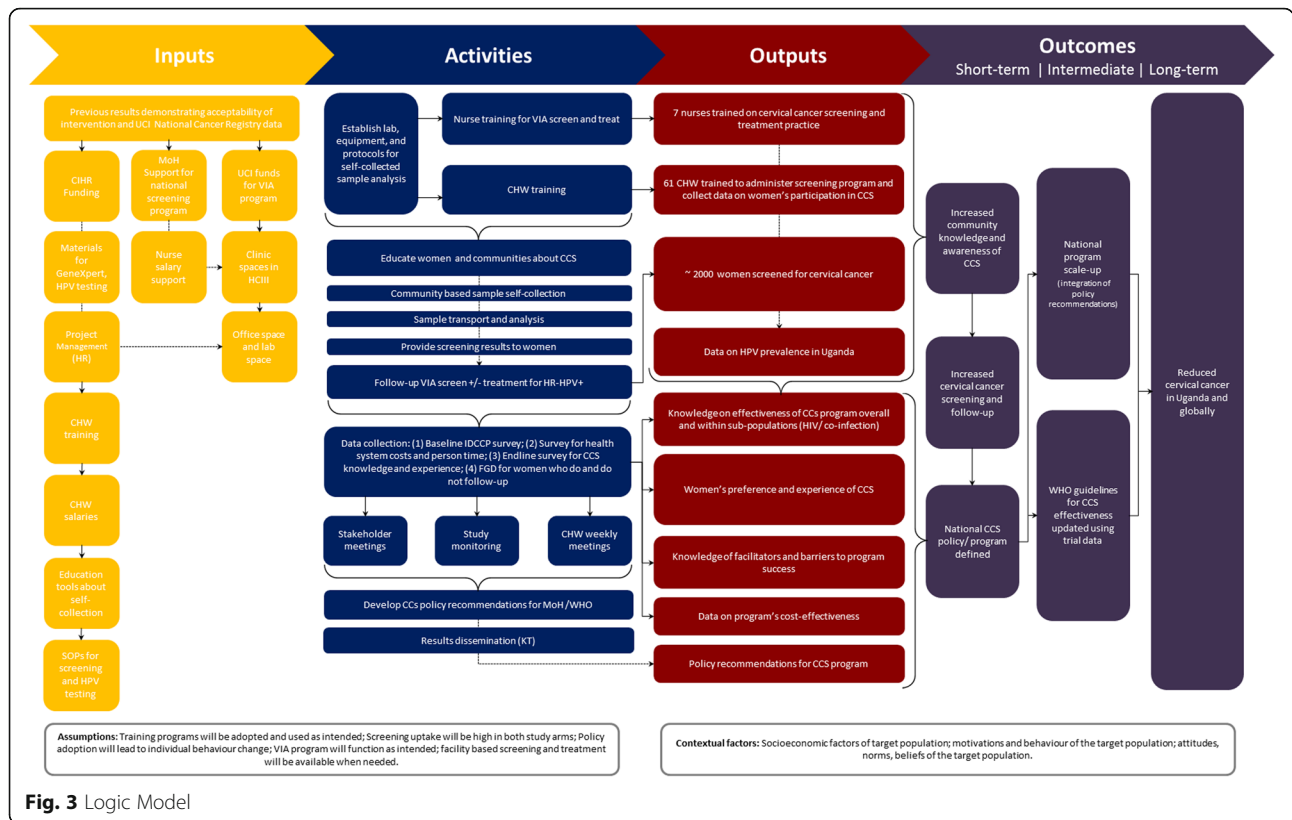 Inputs
Activities
Outputs
Outcomes
Short-term | Intermediate | Long-term
Previous results demonstrating acceptability of
Intervention and UCI National Cancer Registry data
CIHR
Funding
MoH
Support for
national
screening
program
UCI funds
for VIA
program
Materials
for
GeneXpert,
HPV testing
Nurse
salary
support
Clinic
spaces in
HCIII
Project
Management
(HR)
Office space
and lab
space
CHW
training
CHW
salaries
Education
tools about
self-
collection
SOPs for
screening
and HPV
testing
Establish lab,
equipment, and
protocols for
self-collected
sample analysis
Nurse training for VIA screen and treat
CHW training
Educate women and communities about CCS
Community based sample self-collection
Sample transport and analysis
Provide screening results to women
Follow-up VIA screen +/- treatment for HR-HPV+
Data collection: (1) Baseline IDCCP survey; (2) Survey for health
system costs and person time; (3) Endline survey for CCS
knowledge and experience; (4) FGD for women who do and do
not follow-up
Stakeholder
meetings
Study
monitoring
CHW weekly
meetings
Develop CCs policy recommendations for MoH/WHO
Results dissemination (KT)
7 nurses trained on cervical cancer screening and
treatment practice
61 CHW trained to administer screening program and
collect data on women's participation in CCS
~ 2000 women screened for cervical cancer
Data on HPV prevalence in Uganda
Knowledge on effectiveness of CCs program overall
and within sub-populations (HIV/ co-infection)
Women's preference and experience of CCS
Knowledge of facilitators and barriers to program
success
Data on program's cost-effectiveness
Policy recommendations for CCS program
Increased
community
knowledge and
awareness of
CCS
Increased
cervical cancer
screening and
follow-up
National CCS
policy/ program
defined
National
program
scale-up
(integration of
policy
recommendations)
WHO guidelines
for CCS
effectiveness
updated using
trial data
Reduced
cervical cancer
in Uganda and
globally
Assumptions: Training programs will be adopted and used as intended; Screening uptake will be high in both study arms; Policy
adoption will lead to individual behaviour change; VIA program will function as intended; facility based screening and treatment
will be available when needed.
Contextual factors: Socioeconomic factors of target population; motivations and behaviour of the target population; attitudes,
norms, beliefs of the target population.
Fig. 3 Logic Model